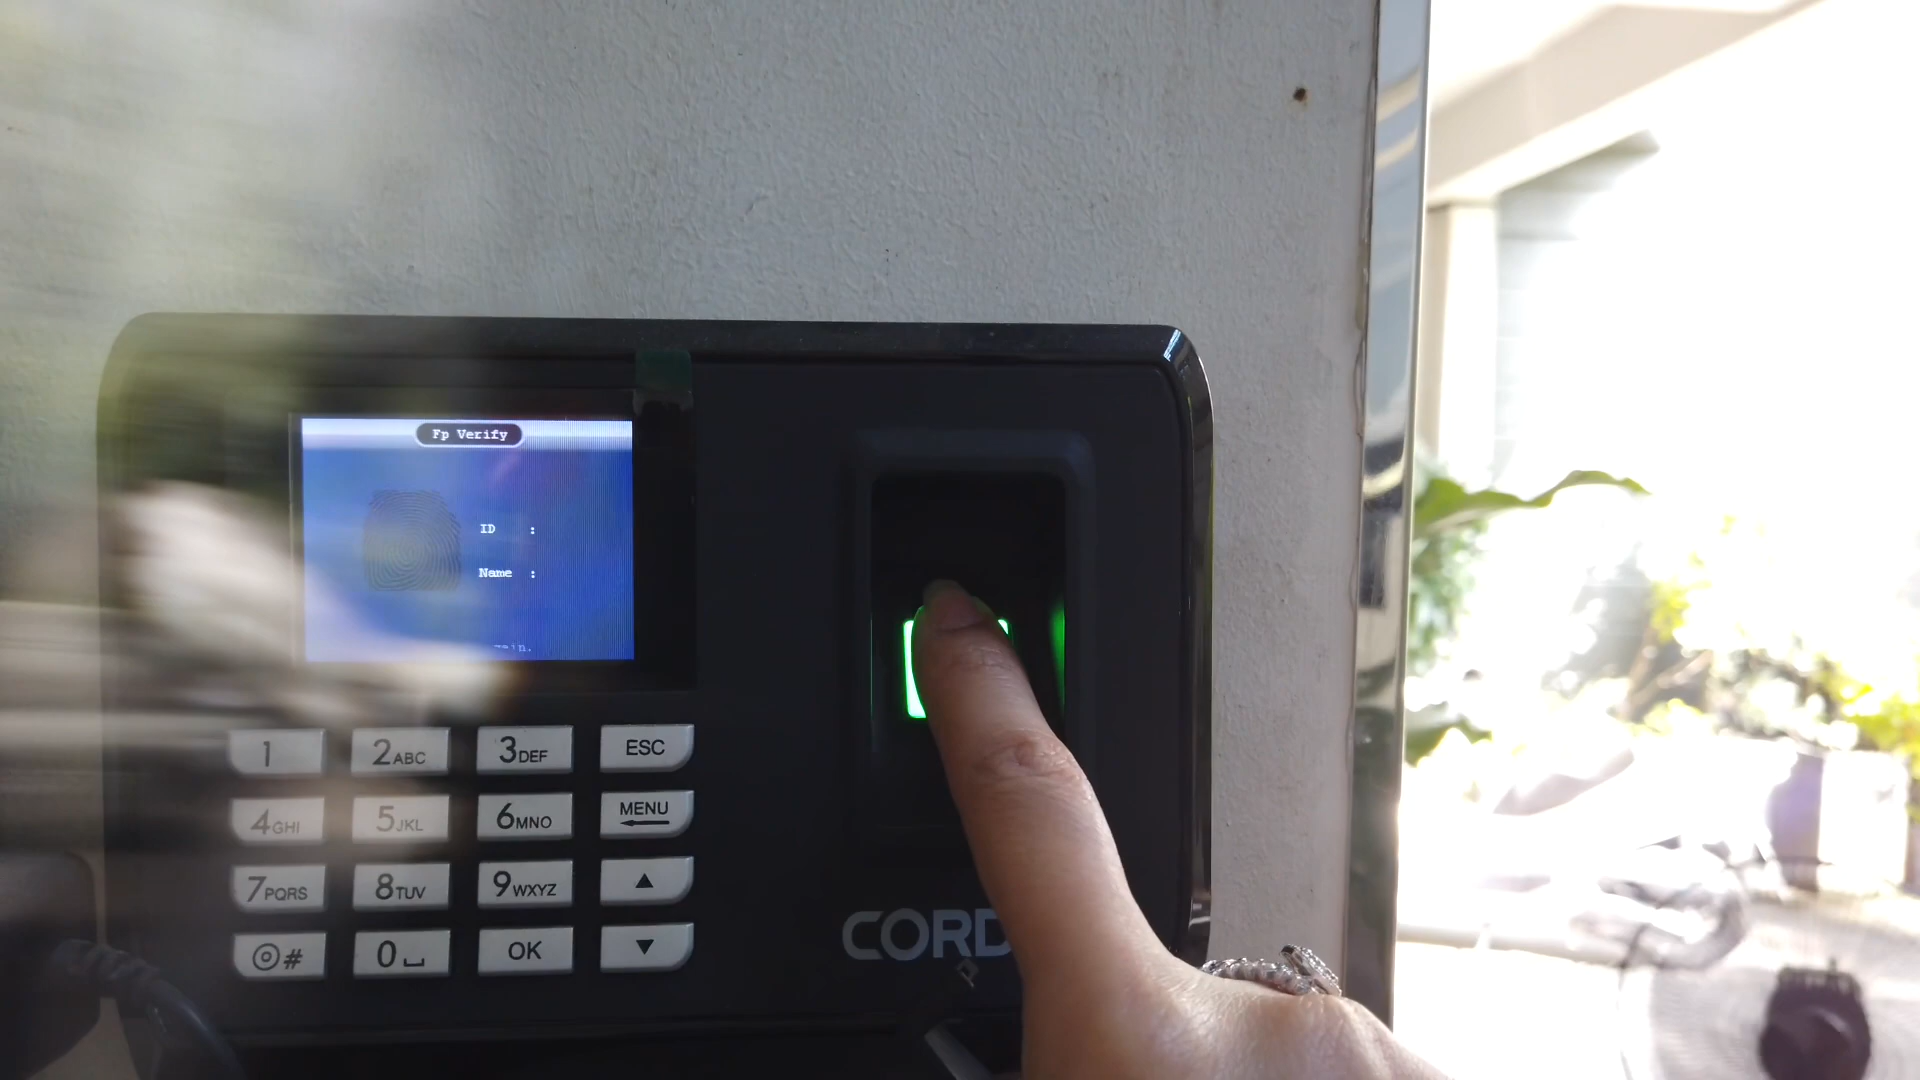 Fp Verify
ID :
Name :
1 2ABC 3DEF ESC
4GHI 5JKL 6MNO MENU
7PQRS 8TUV 9WXYZ ▲
# 0 OK ▼
CORD